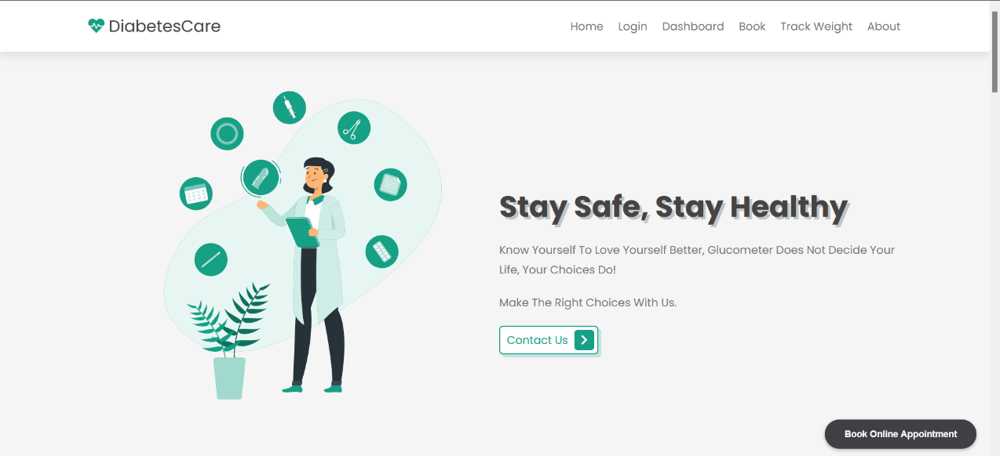 DiabetesCare
Home Login Dashboard Book Track Weight About
Stay Safe, Stay Healthy
Know Yourself To Love Yourself Better, Glucometer Does Not Decide Your
Life, Your Choices Do!
Make The Right Choices With Us.
Contact Us
Book Online Appointment